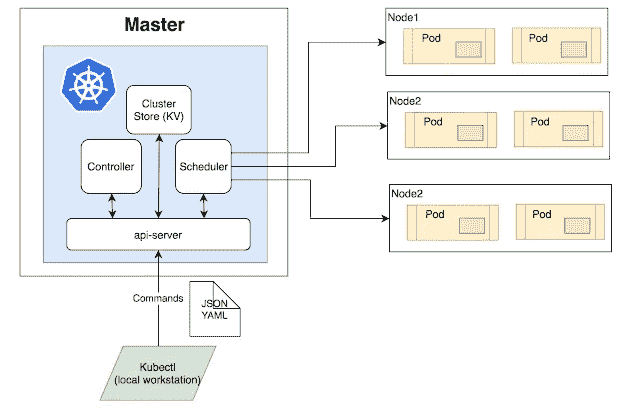 Master
Cluster
Store (KV)
Controller
Scheduler
api-server
Commands
JSON
YAML
Kubectl
(local workstation)
Node1
Pod
Pod
Node2
Pod
Pod
Node2
Pod
Pod